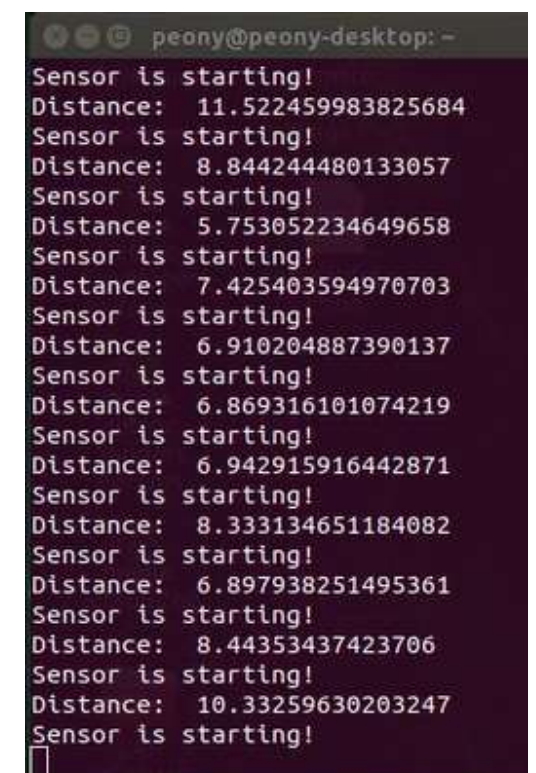 peony@peony-desktop: ~
Sensor is starting!
Distance:  11.522459983825684
Sensor is starting!
Distance:  8.844244480133057
Sensor is starting!
Distance:  5.753052234649658
Sensor is starting!
Distance:  7.425403594970703
Sensor is starting!
Distance:  6.910204887390137
Sensor is starting!
Distance:  6.869316101074219
Sensor is starting!
Distance:  6.942915916442871
Sensor is starting!
Distance:  8.333134651184082
Sensor is starting!
Distance:  6.897938251495361
Sensor is starting!
Distance:  8.44353437423706
Sensor is starting!
Distance:  10.33259630203247
Sensor is starting!